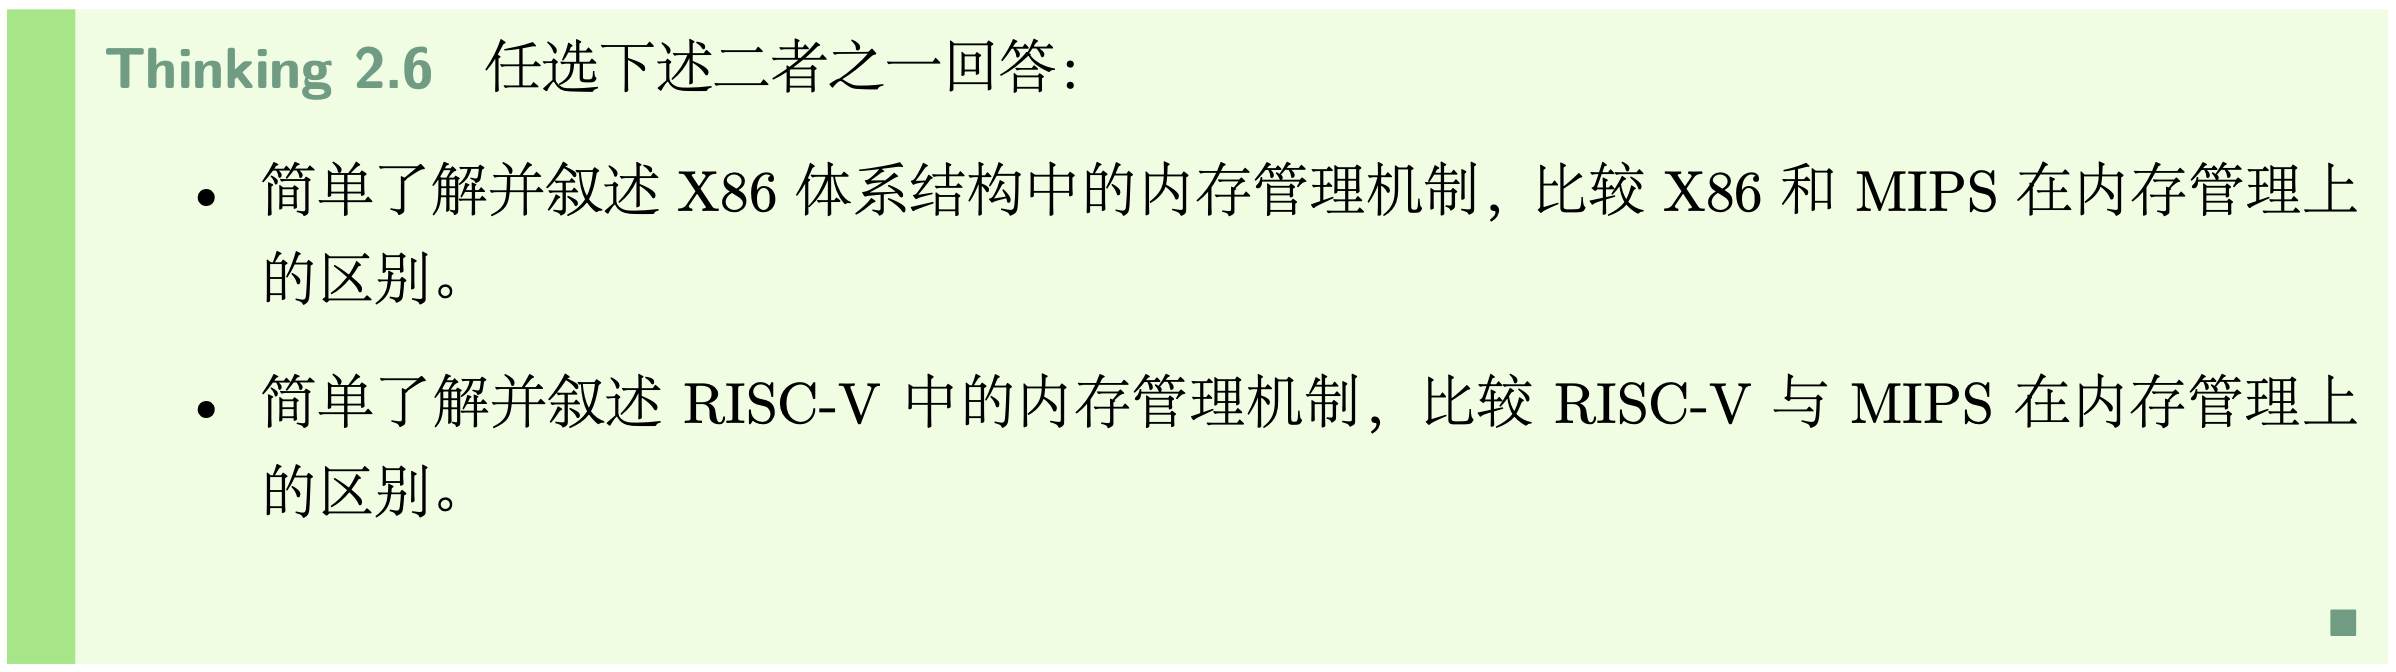 Thinking 2.6 任选下述二者之一回答：
• 简单了解并叙述 X86 体系结构中的内存管理机制，比较 X86 和 MIPS 在内存管理上
的区别。
• 简单了解并叙述 RISC-V 中的内存管理机制，比较 RISC-V 与 MIPS 在内存管理上
的区别。